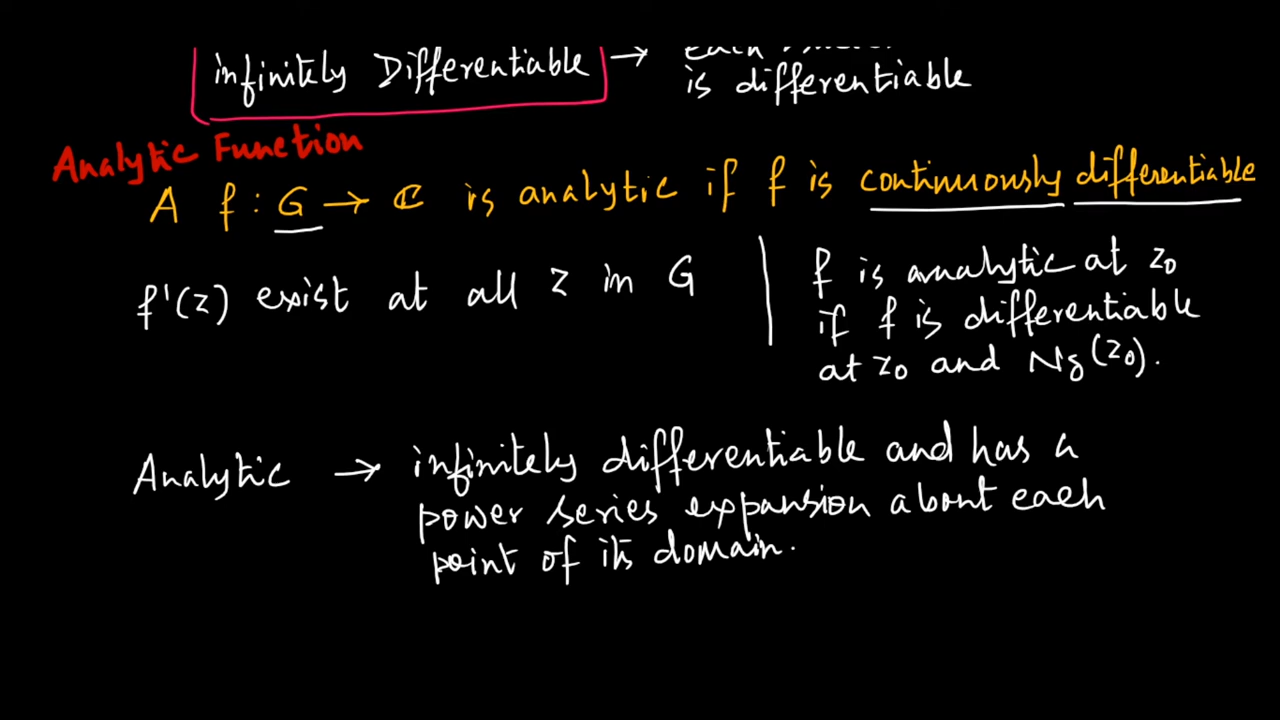 infinitely Differentiable →
is differentiable
Analytic Function
A f : G → ℂ is analytic if f is continuously differentiable
f'(z) exist at all z in G
f is analytic at z₀
if f is differentiable
at z₀ and Nδ(z₀).
Analytic → infinitely differentiable and has a
power series expansion about each
point of its domain.